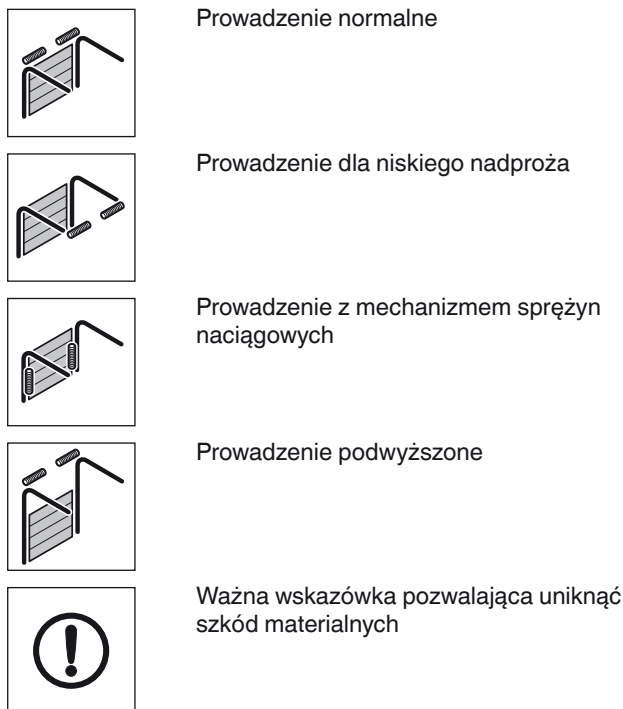 Prowadzenie normalne
Prowadzenie dla niskiego nadproża
Prowadzenie z mechanizmem sprężyn
naciągowych
Prowadzenie podwyższone
Ważna wskazówka pozwalająca uniknąć
szkód materialnych